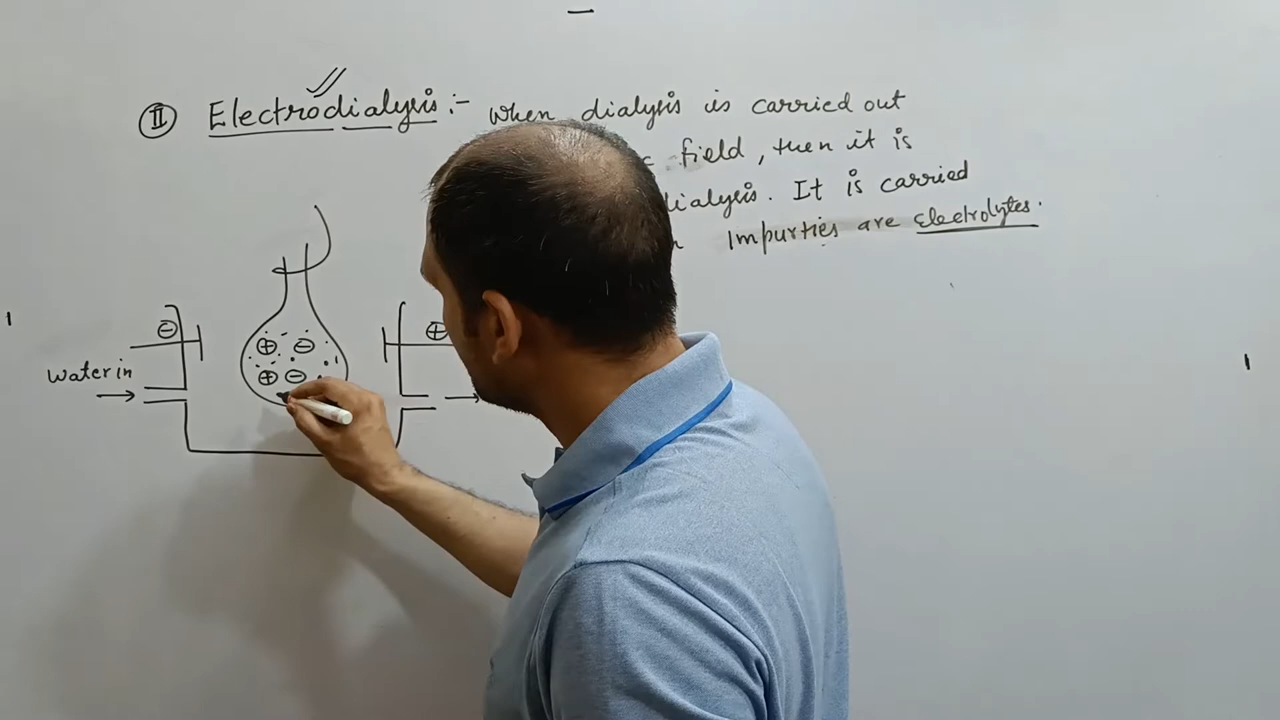 II Electrodialysis :- When dialysis is carried out
field, then it is
dialysis. It is carried
Impurties are electrolytes.
⊖
⊕
⊕ ⊖
⊕ ⊖
water in
→
→